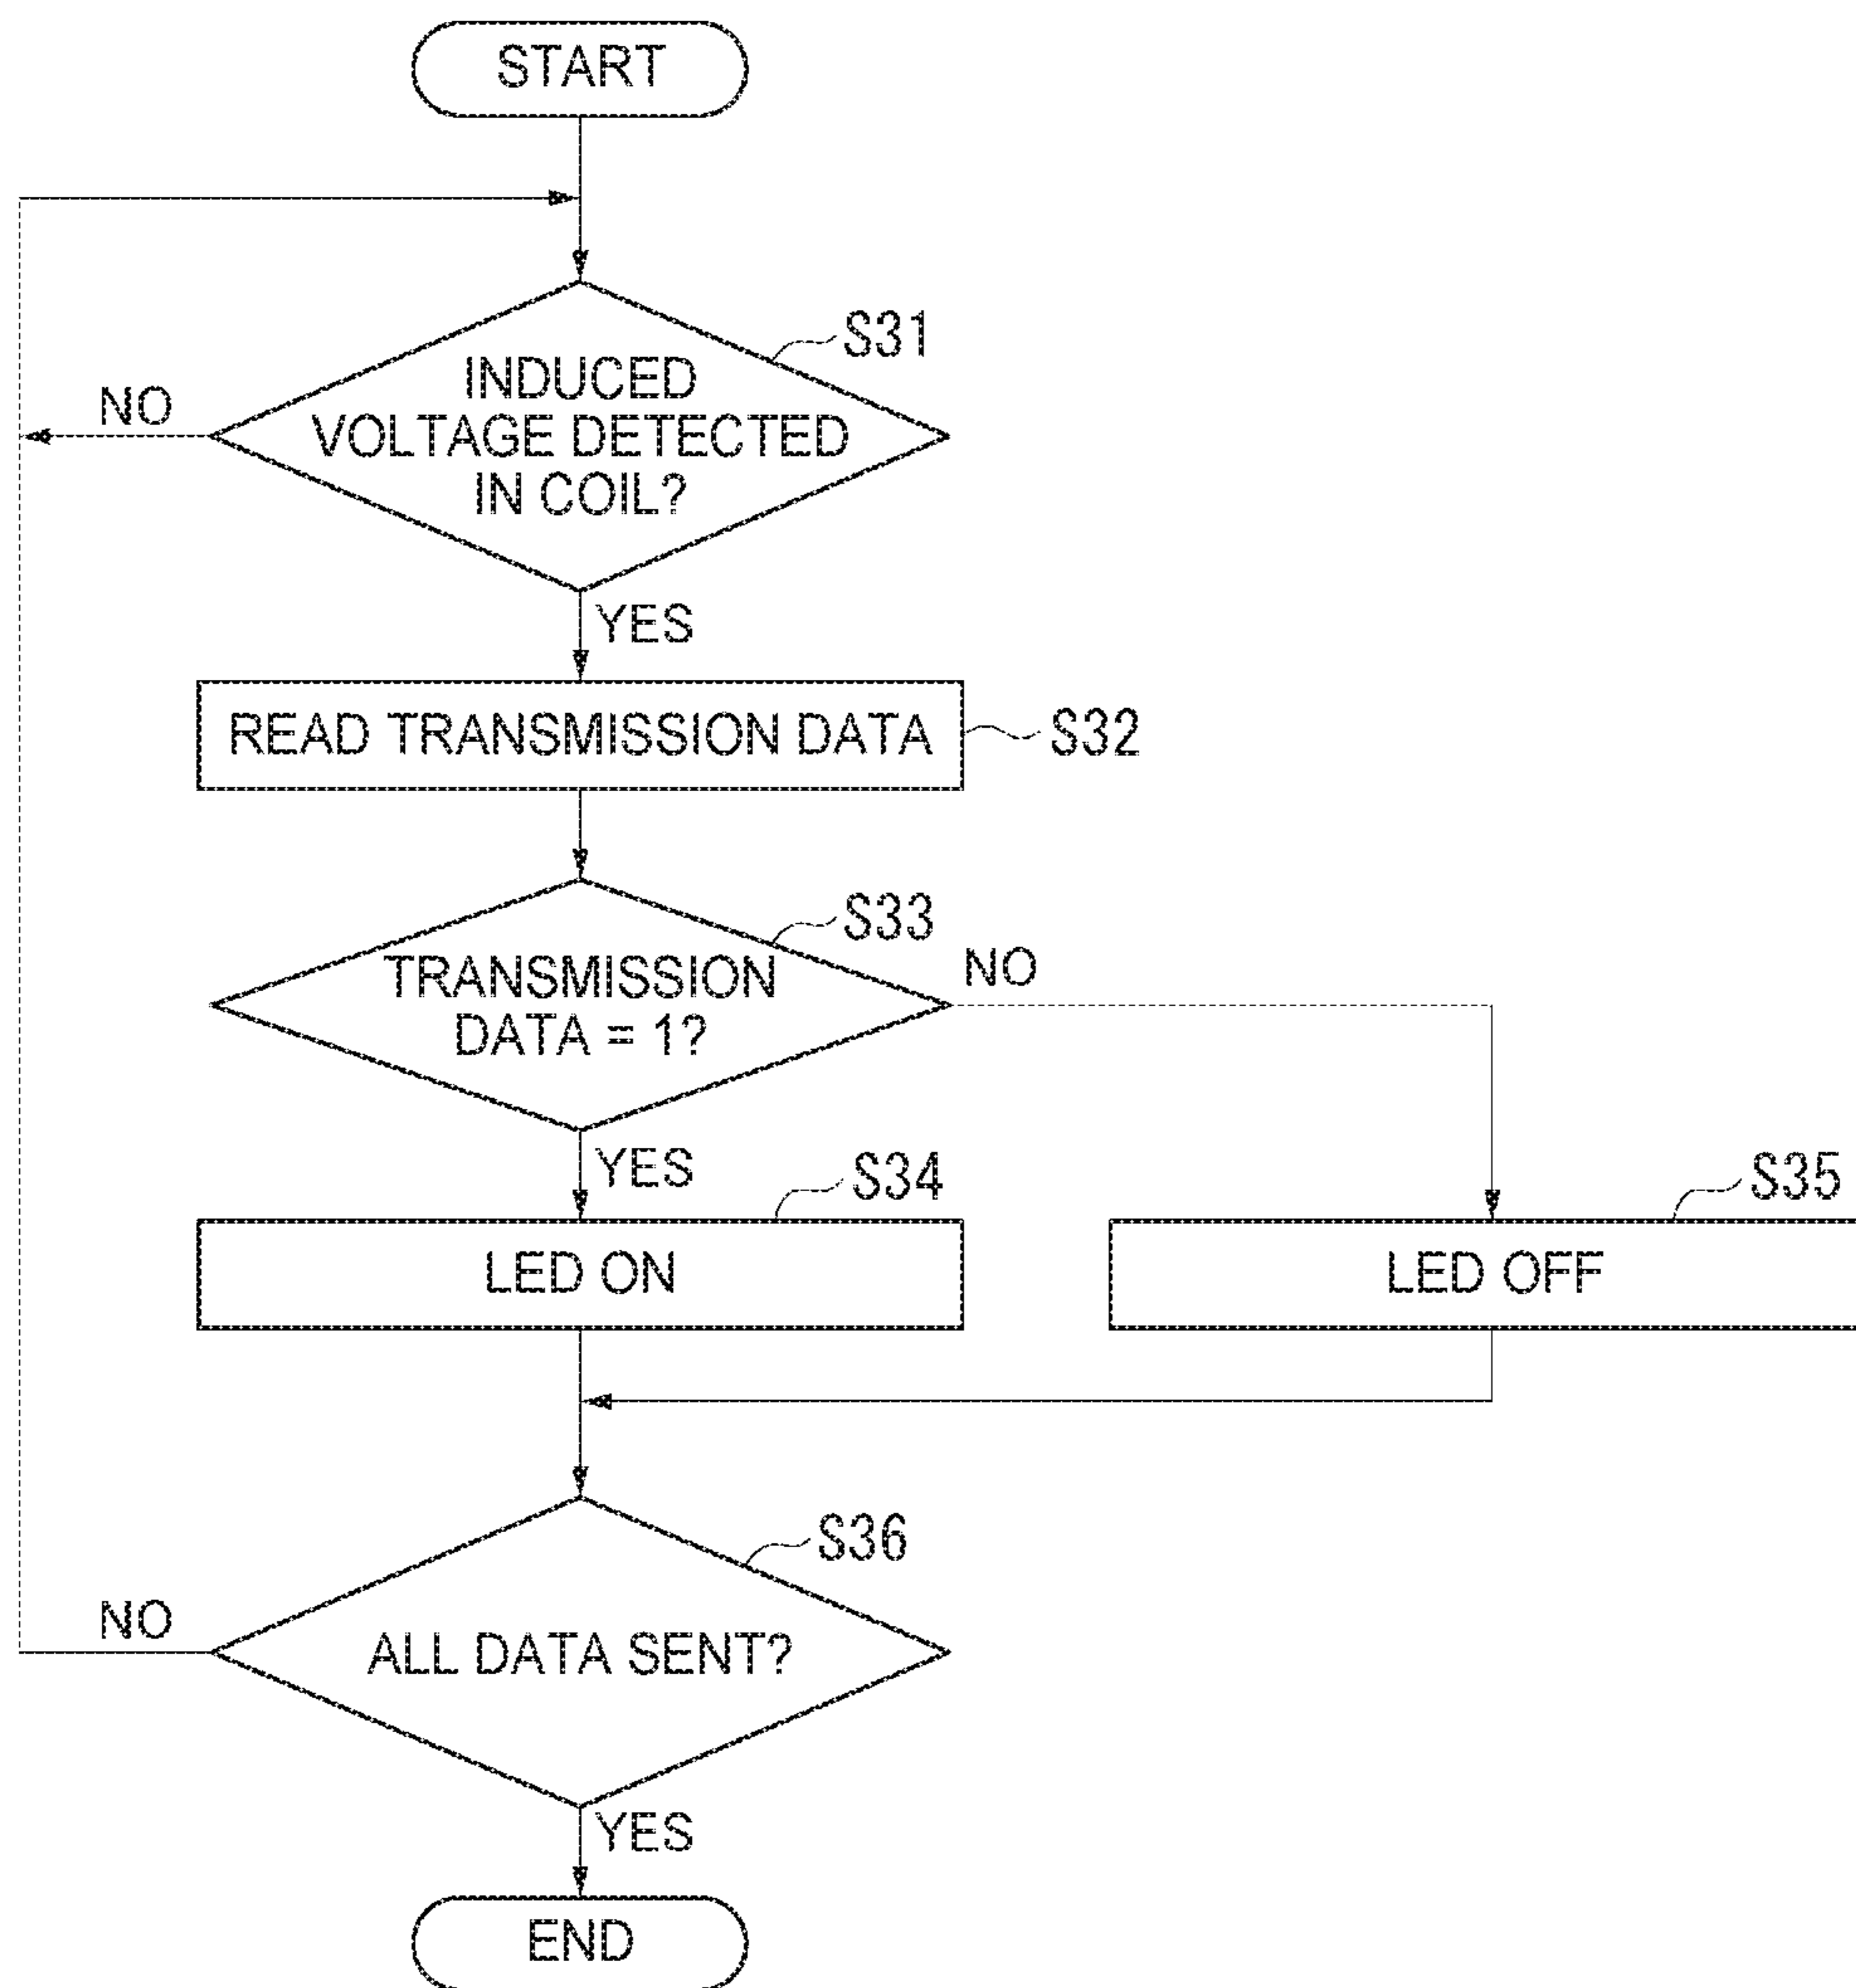 START
S31
INDUCED
NO
VOLTAGE DETECTED
IN COIL?
YES
READ TRANSMISSION DATA
S32
S33
TRANSMISSION
NO
DATA = 1?
YES
S34
S35
LED ON
LED OFF
S36
NO
ALL DATA SENT?
YES
END